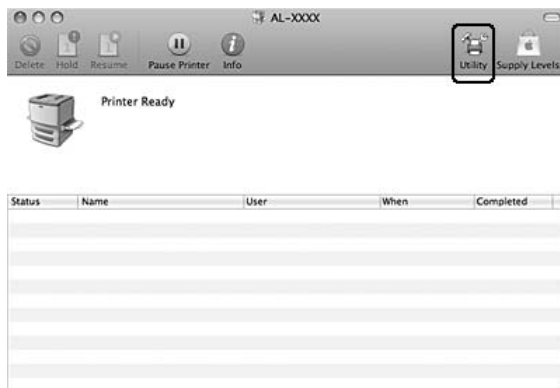 AL-XXXX
Delete Hold Resume Pause Printer Info Utility Supply Levels
Printer Ready
Status Name User When Completed